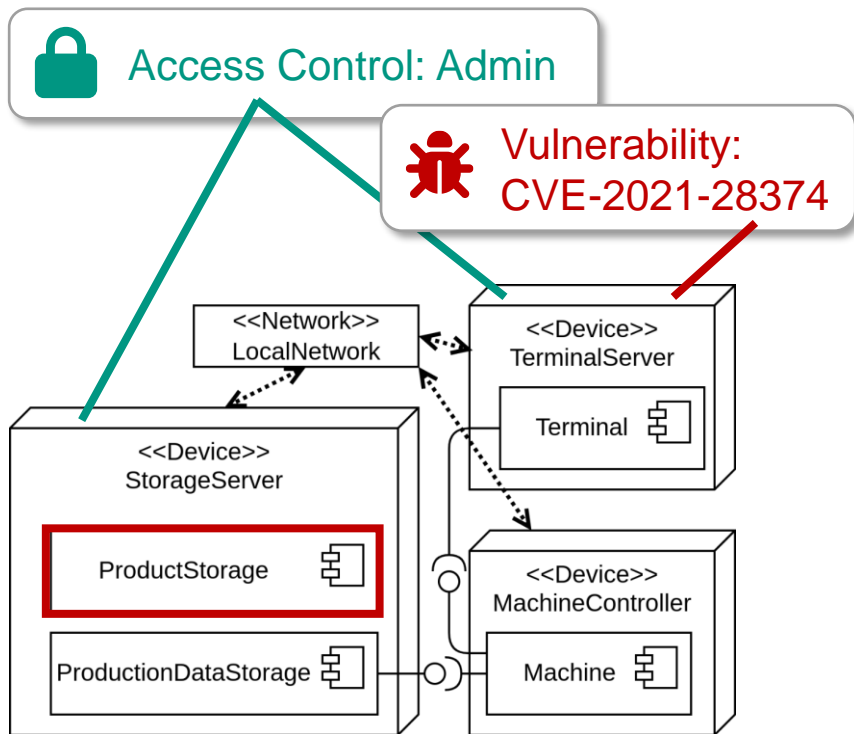 Access Control: Admin
Vulnerability:
CVE-2021-28374
<<Network>>
LocalNetwork
<<Device>>
TerminalServer
Terminal
<<Device>>
StorageServer
ProductStorage
ProductionDataStorage
<<Device>>
MachineController
Machine